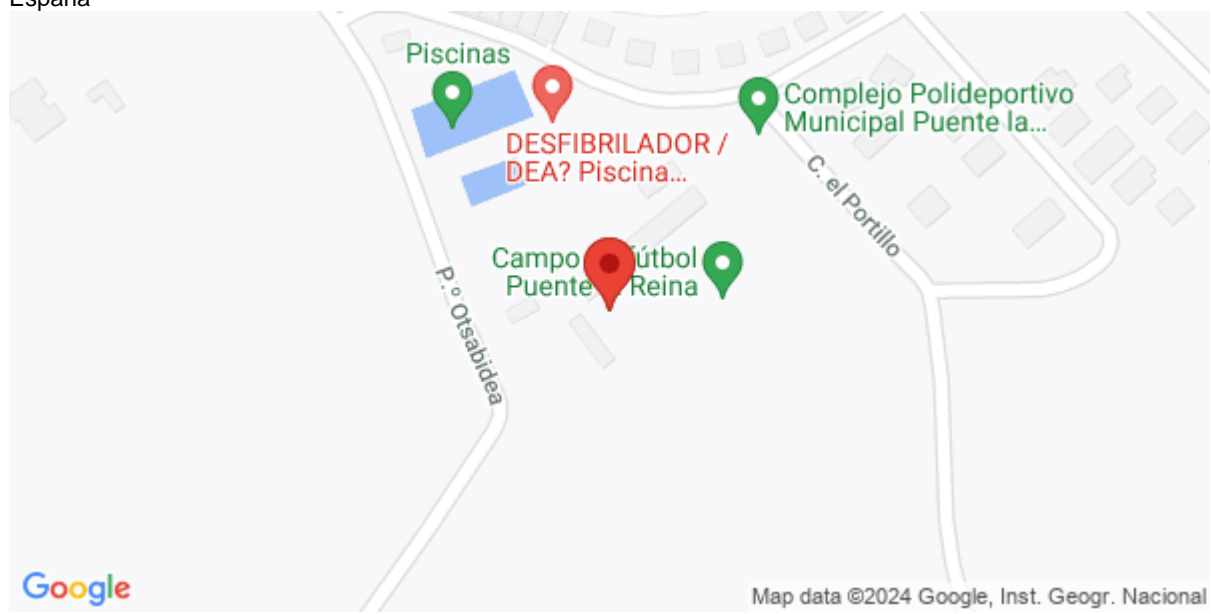 España
Piscinas
DESFIBRILADOR /
DEA? Piscina...
Complejo Polideportivo
Municipal Puente la...
C. el Portillo
Campo útbol
Puente Reina
P.º Otsabidea
Google
Map data ©2024 Google, Inst. Geogr. Nacional